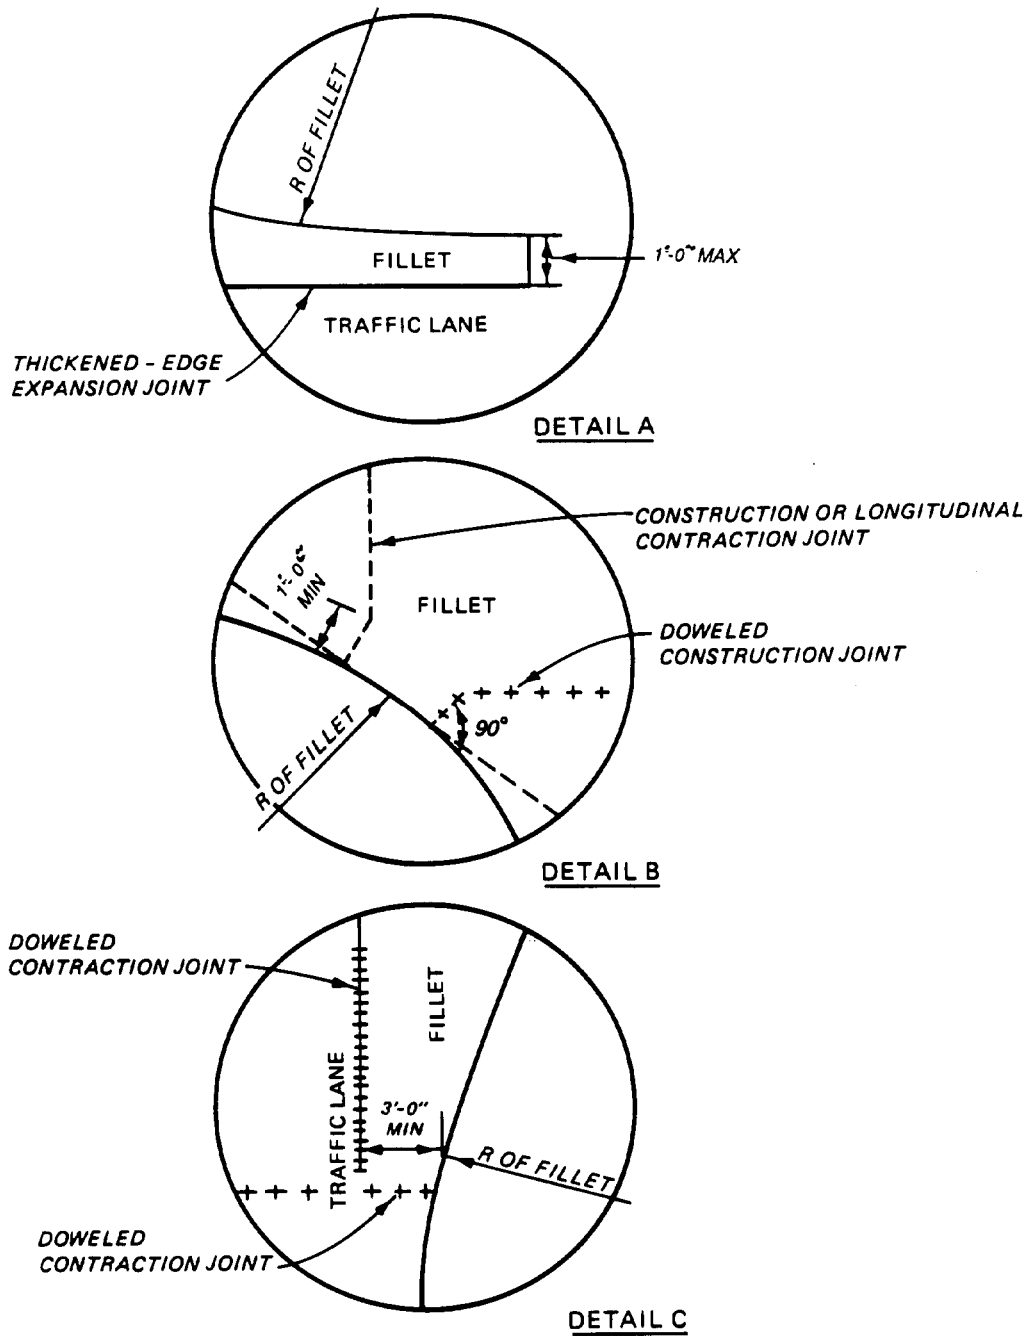 R OF FILLET
FILLET
1'-0" MAX
TRAFFIC LANE
THICKENED - EDGE
EXPANSION JOINT
DETAIL A
CONSTRUCTION OR LONGITUDINAL
CONTRACTION JOINT
1'-0"
MIN
FILLET
DOWELED
CONSTRUCTION JOINT
90°
R OF FILLET
DETAIL B
DOWELED
CONTRACTION JOINT
FILLET
TRAFFIC LANE
3'-0"
MIN
R OF FILLET
DOWELED
CONTRACTION JOINT
DETAIL C